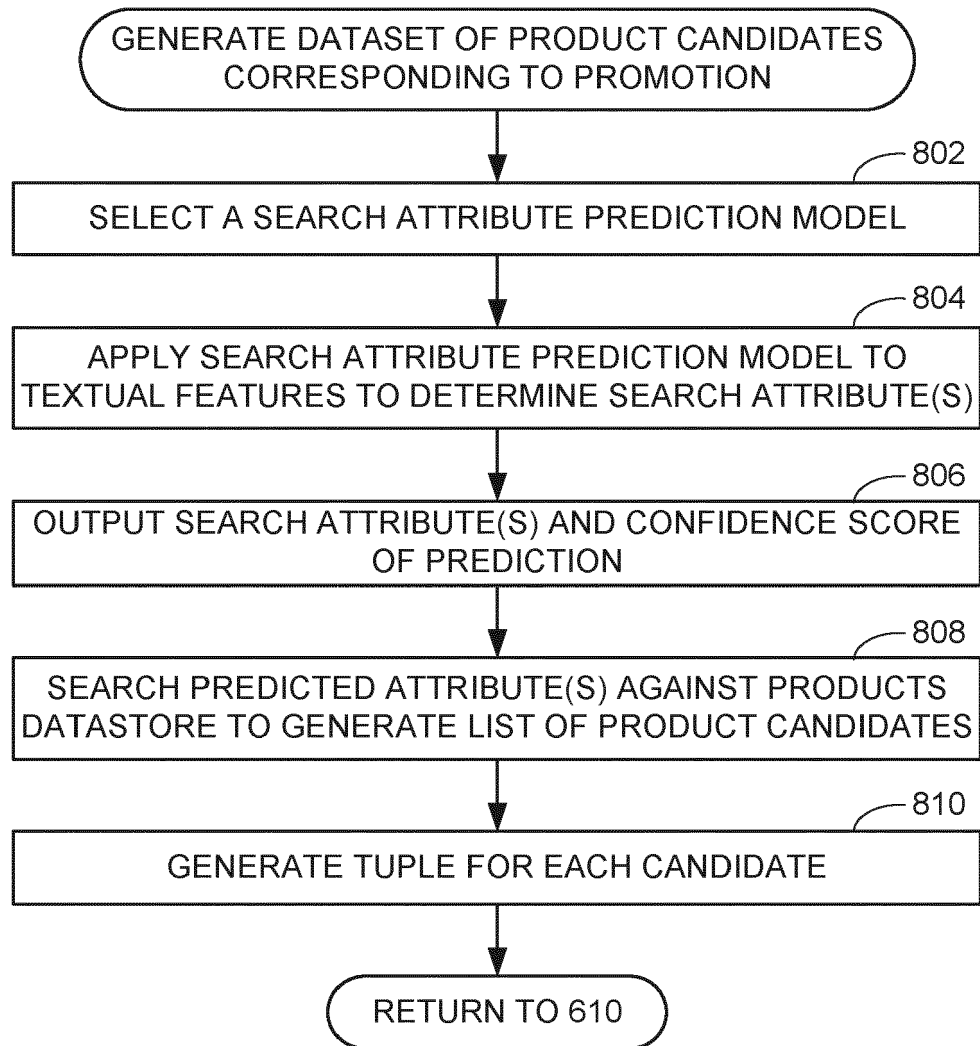 GENERATE DATASET OF PRODUCT CANDIDATES
CORRESPONDING TO PROMOTION
802
SELECT A SEARCH ATTRIBUTE PREDICTION MODEL
804
APPLY SEARCH ATTRIBUTE PREDICTION MODEL TO
TEXTUAL FEATURES TO DETERMINE SEARCH ATTRIBUTE(S)
806
OUTPUT SEARCH ATTRIBUTE(S) AND CONFIDENCE SCORE
OF PREDICTION
808
SEARCH PREDICTED ATTRIBUTE(S) AGAINST PRODUCTS
DATASTORE TO GENERATE LIST OF PRODUCT CANDIDATES
810
GENERATE TUPLE FOR EACH CANDIDATE
RETURN TO 610